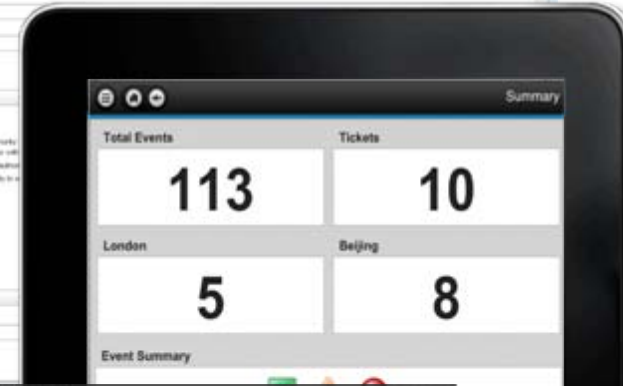 Summary
Total Events
Tickets
113
10
London
Beijing
5
8
Event Summary